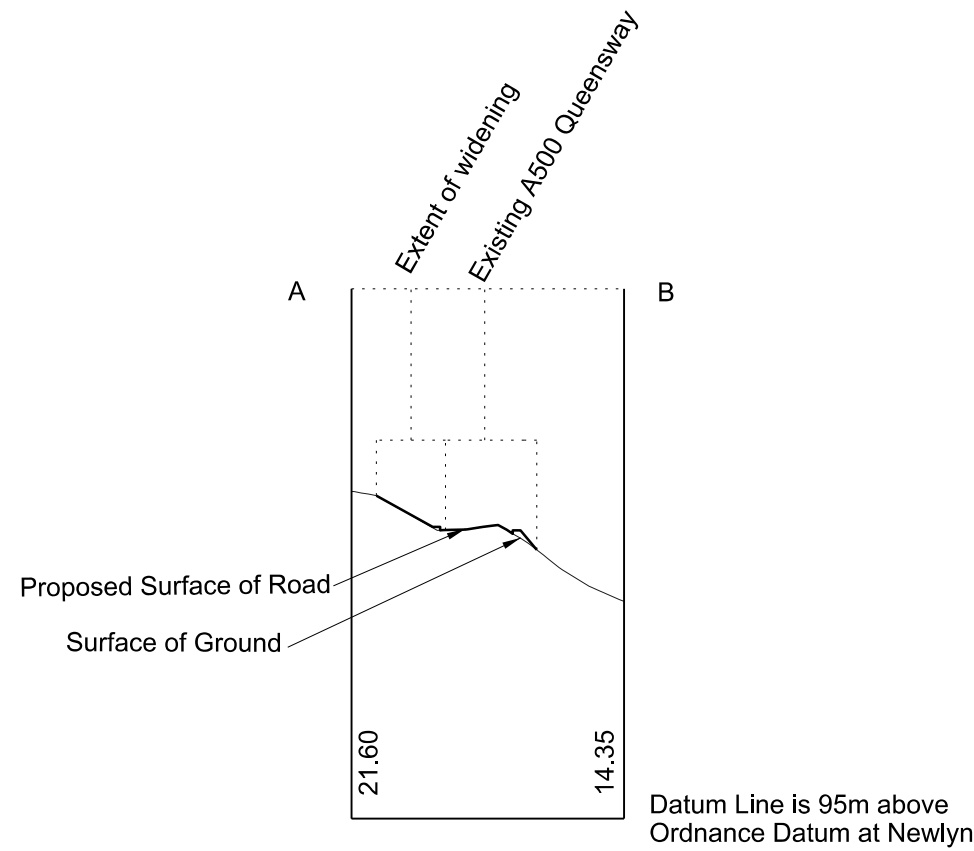 Extent of widening
Existing A500 Queensway
A
B
Proposed Surface of Road
Surface of Ground
21.60
14.35
Datum Line is 95m above
Ordnance Datum at Newlyn